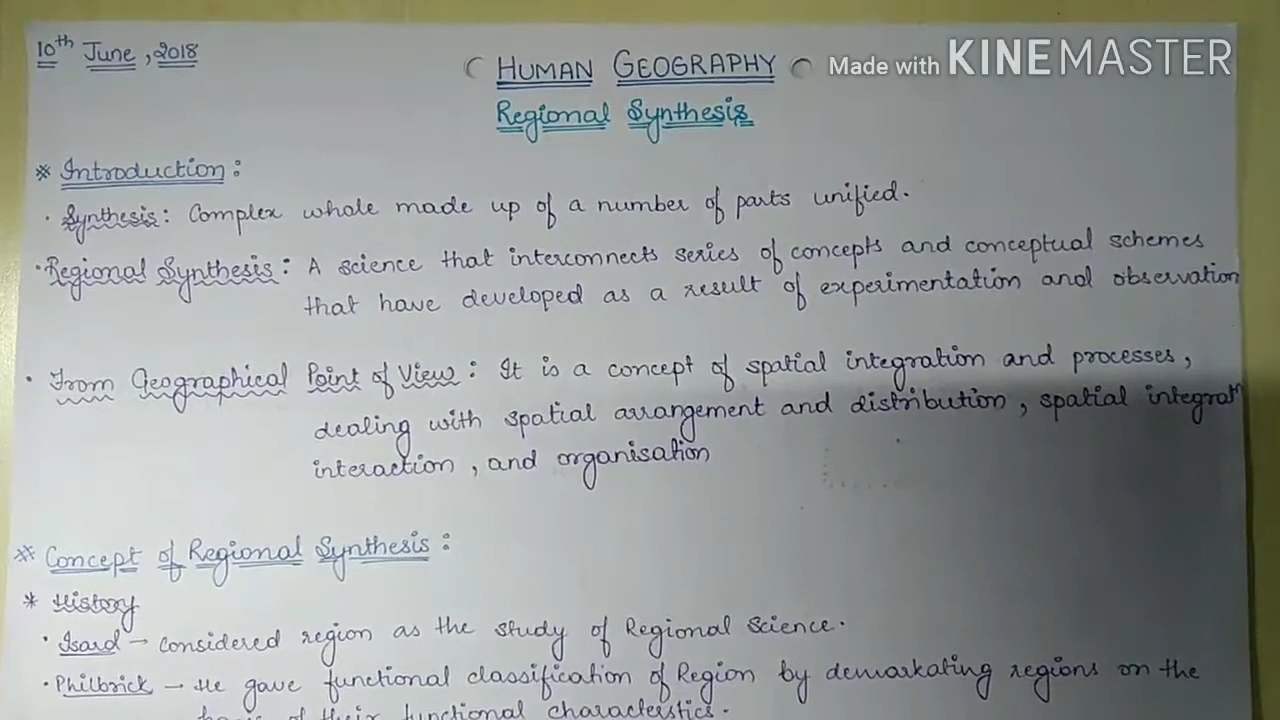 10th June, 2018
HUMAN GEOGRAPHY
Made with KINEMASTER
Regional Synthesis
* Introduction:
· Synthesis: Complex whole made up of a number of parts unified.
· Regional Synthesis: A science that interconnects series of concepts and conceptual schemes
that have developed as a result of experimentation and observation
· From Geographical Point of View: It is a concept of spatial integration and processes,
dealing with spatial arrangement and distribution, spatial integrat
interaction, and organisation
* Concept of Regional Synthesis:
* History
· Isard – considered region as the study of Regional Science.
· Philbrick – He gave functional classification of Region by demarkating regions on the
basis of their functional characteristics.